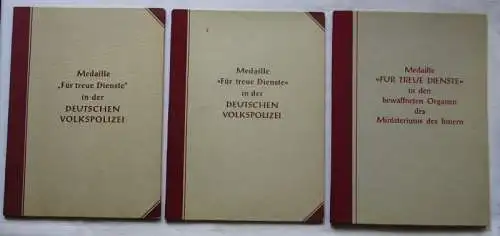 Medaille
„Für treue Dienste"
in der
DEUTSCHEN
VOLKSPOLIZEI
Medaille
«Für treue Dienste»
in der
DEUTSCHEN
VOLKSPOLIZEI
Medaille
«FÜR TREUE DIENSTE»
in den
bewaffneten Organen
des
Ministeriums des Innern